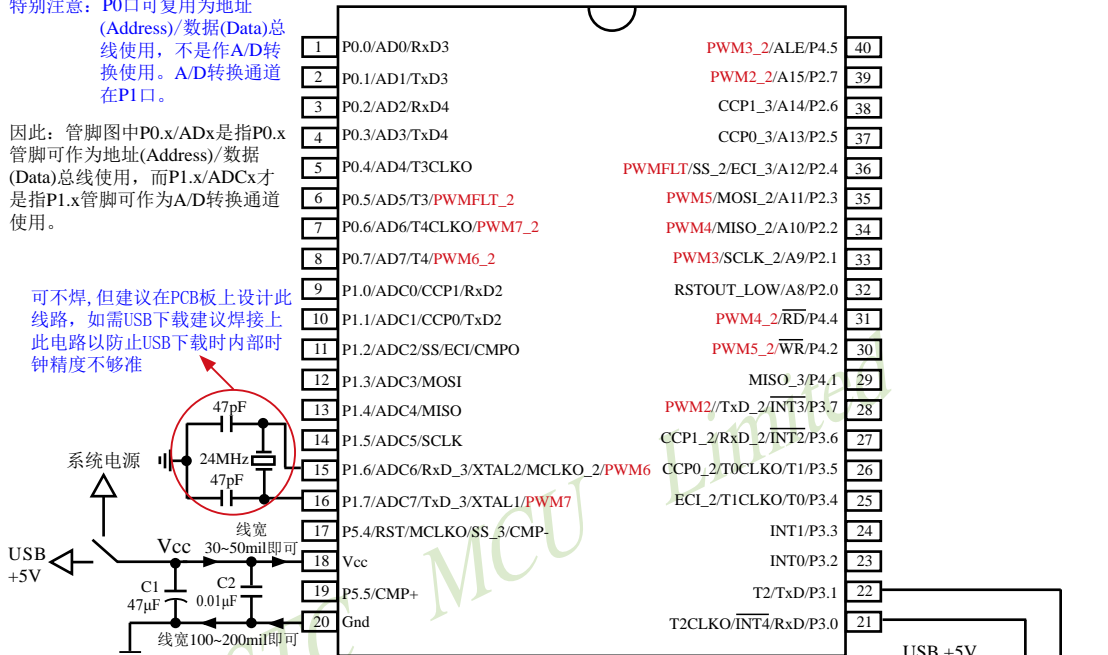 特别注意：P0口可复用为地址
(Address)/数据(Data)总
线使用，不是作A/D转
换使用。A/D转换通道
在P1口。
因此：管脚图中P0.x/ADx是指P0.x
管脚可作为地址(Address)/数据
(Data)总线使用，而P1.x/ADCx才
是指P1.x管脚可作为A/D转换通道
使用。
可不焊,但建议在PCB板上设计此
线路，如需USB下载建议焊接上
此电路以防止USB下载时内部时
钟精度不够准
47pF
24MHz
47pF
系统电源
USB
+5V
Vcc
线宽
30~50mil即可
C1
47μF
C2
0.01μF
线宽100~200mil即可
1 P0.0/AD0/RxD3
2 P0.1/AD1/TxD3
3 P0.2/AD2/RxD4
4 P0.3/AD3/TxD4
5 P0.4/AD4/T3CLKO
6 P0.5/AD5/T3/PWMFLT_2
7 P0.6/AD6/T4CLKO/PWM7_2
8 P0.7/AD7/T4/PWM6_2
9 P1.0/ADC0/CCP1/RxD2
10 P1.1/ADC1/CCP0/TxD2
11 P1.2/ADC2/SS/ECI/CMPO
12 P1.3/ADC3/MOSI
13 P1.4/ADC4/MISO
14 P1.5/ADC5/SCLK
15 P1.6/ADC6/RxD_3/XTAL2/MCLKO_2/PWM6
16 P1.7/ADC7/TxD_3/XTAL1/PWM7
17 P5.4/RST/MCLKO/SS_3/CMP-
18 Vcc
19 P5.5/CMP+
20 Gnd
PWM3_2/ALE/P4.5 40
PWM2_2/A15/P2.7 39
CCP1_3/A14/P2.6 38
CCP0_3/A13/P2.5 37
PWMFLT/SS_2/ECI_3/A12/P2.4 36
PWM5/MOSI_2/A11/P2.3 35
PWM4/MISO_2/A10/P2.2 34
PWM3/SCLK_2/A9/P2.1 33
RSTOUT_LOW/A8/P2.0 32
PWM4_2/RD/P4.4 31
PWM5_2/WR/P4.2 30
MISO_3/P4.1 29
PWM2//TxD_2/INT3/P3.7 28
CCP1_2/RxD_2/INT2/P3.6 27
CCP0_2/T0CLKO/T1/P3.5 26
ECI_2/T1CLKO/T0/P3.4 25
INT1/P3.3 24
INT0/P3.2 23
T2/TxD/P3.1 22
T2CLKO/INT4/RxD/P3.0 21
USB +5V
STC MCU Limited